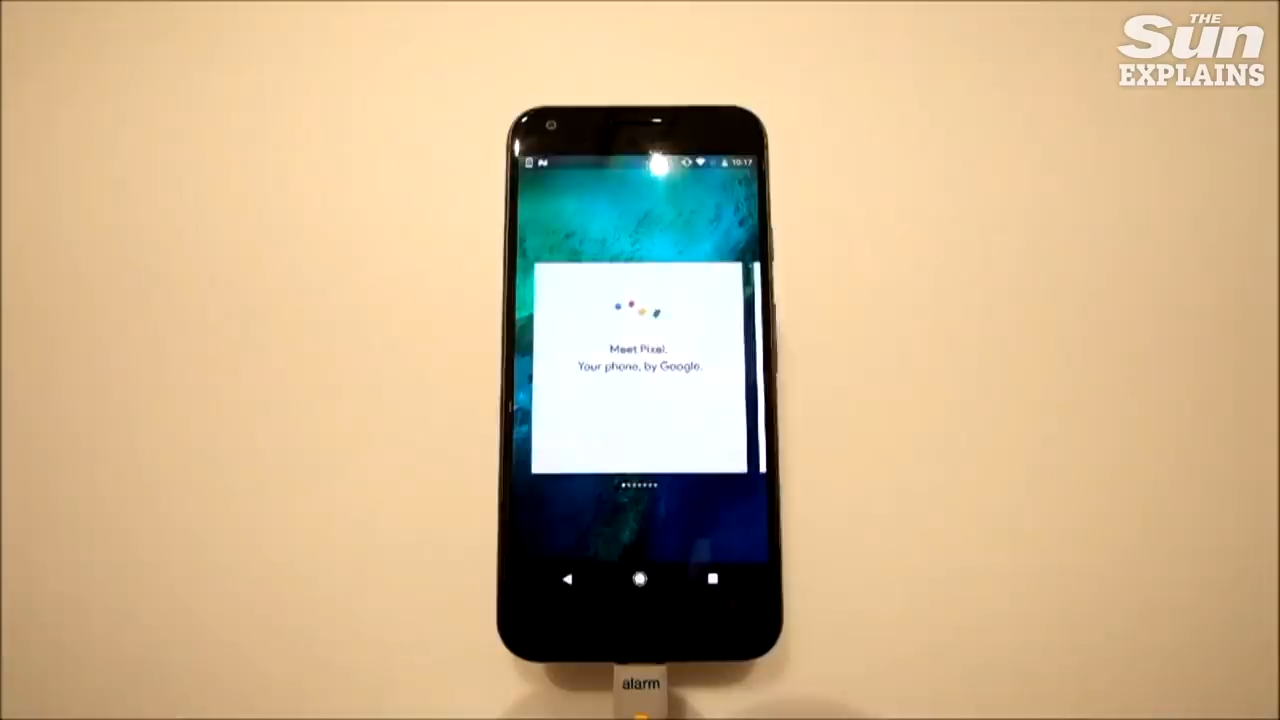 THE
Sun
EXPLAINS
10:17
Meet Pixel.
Your phone, by Google.
alarm